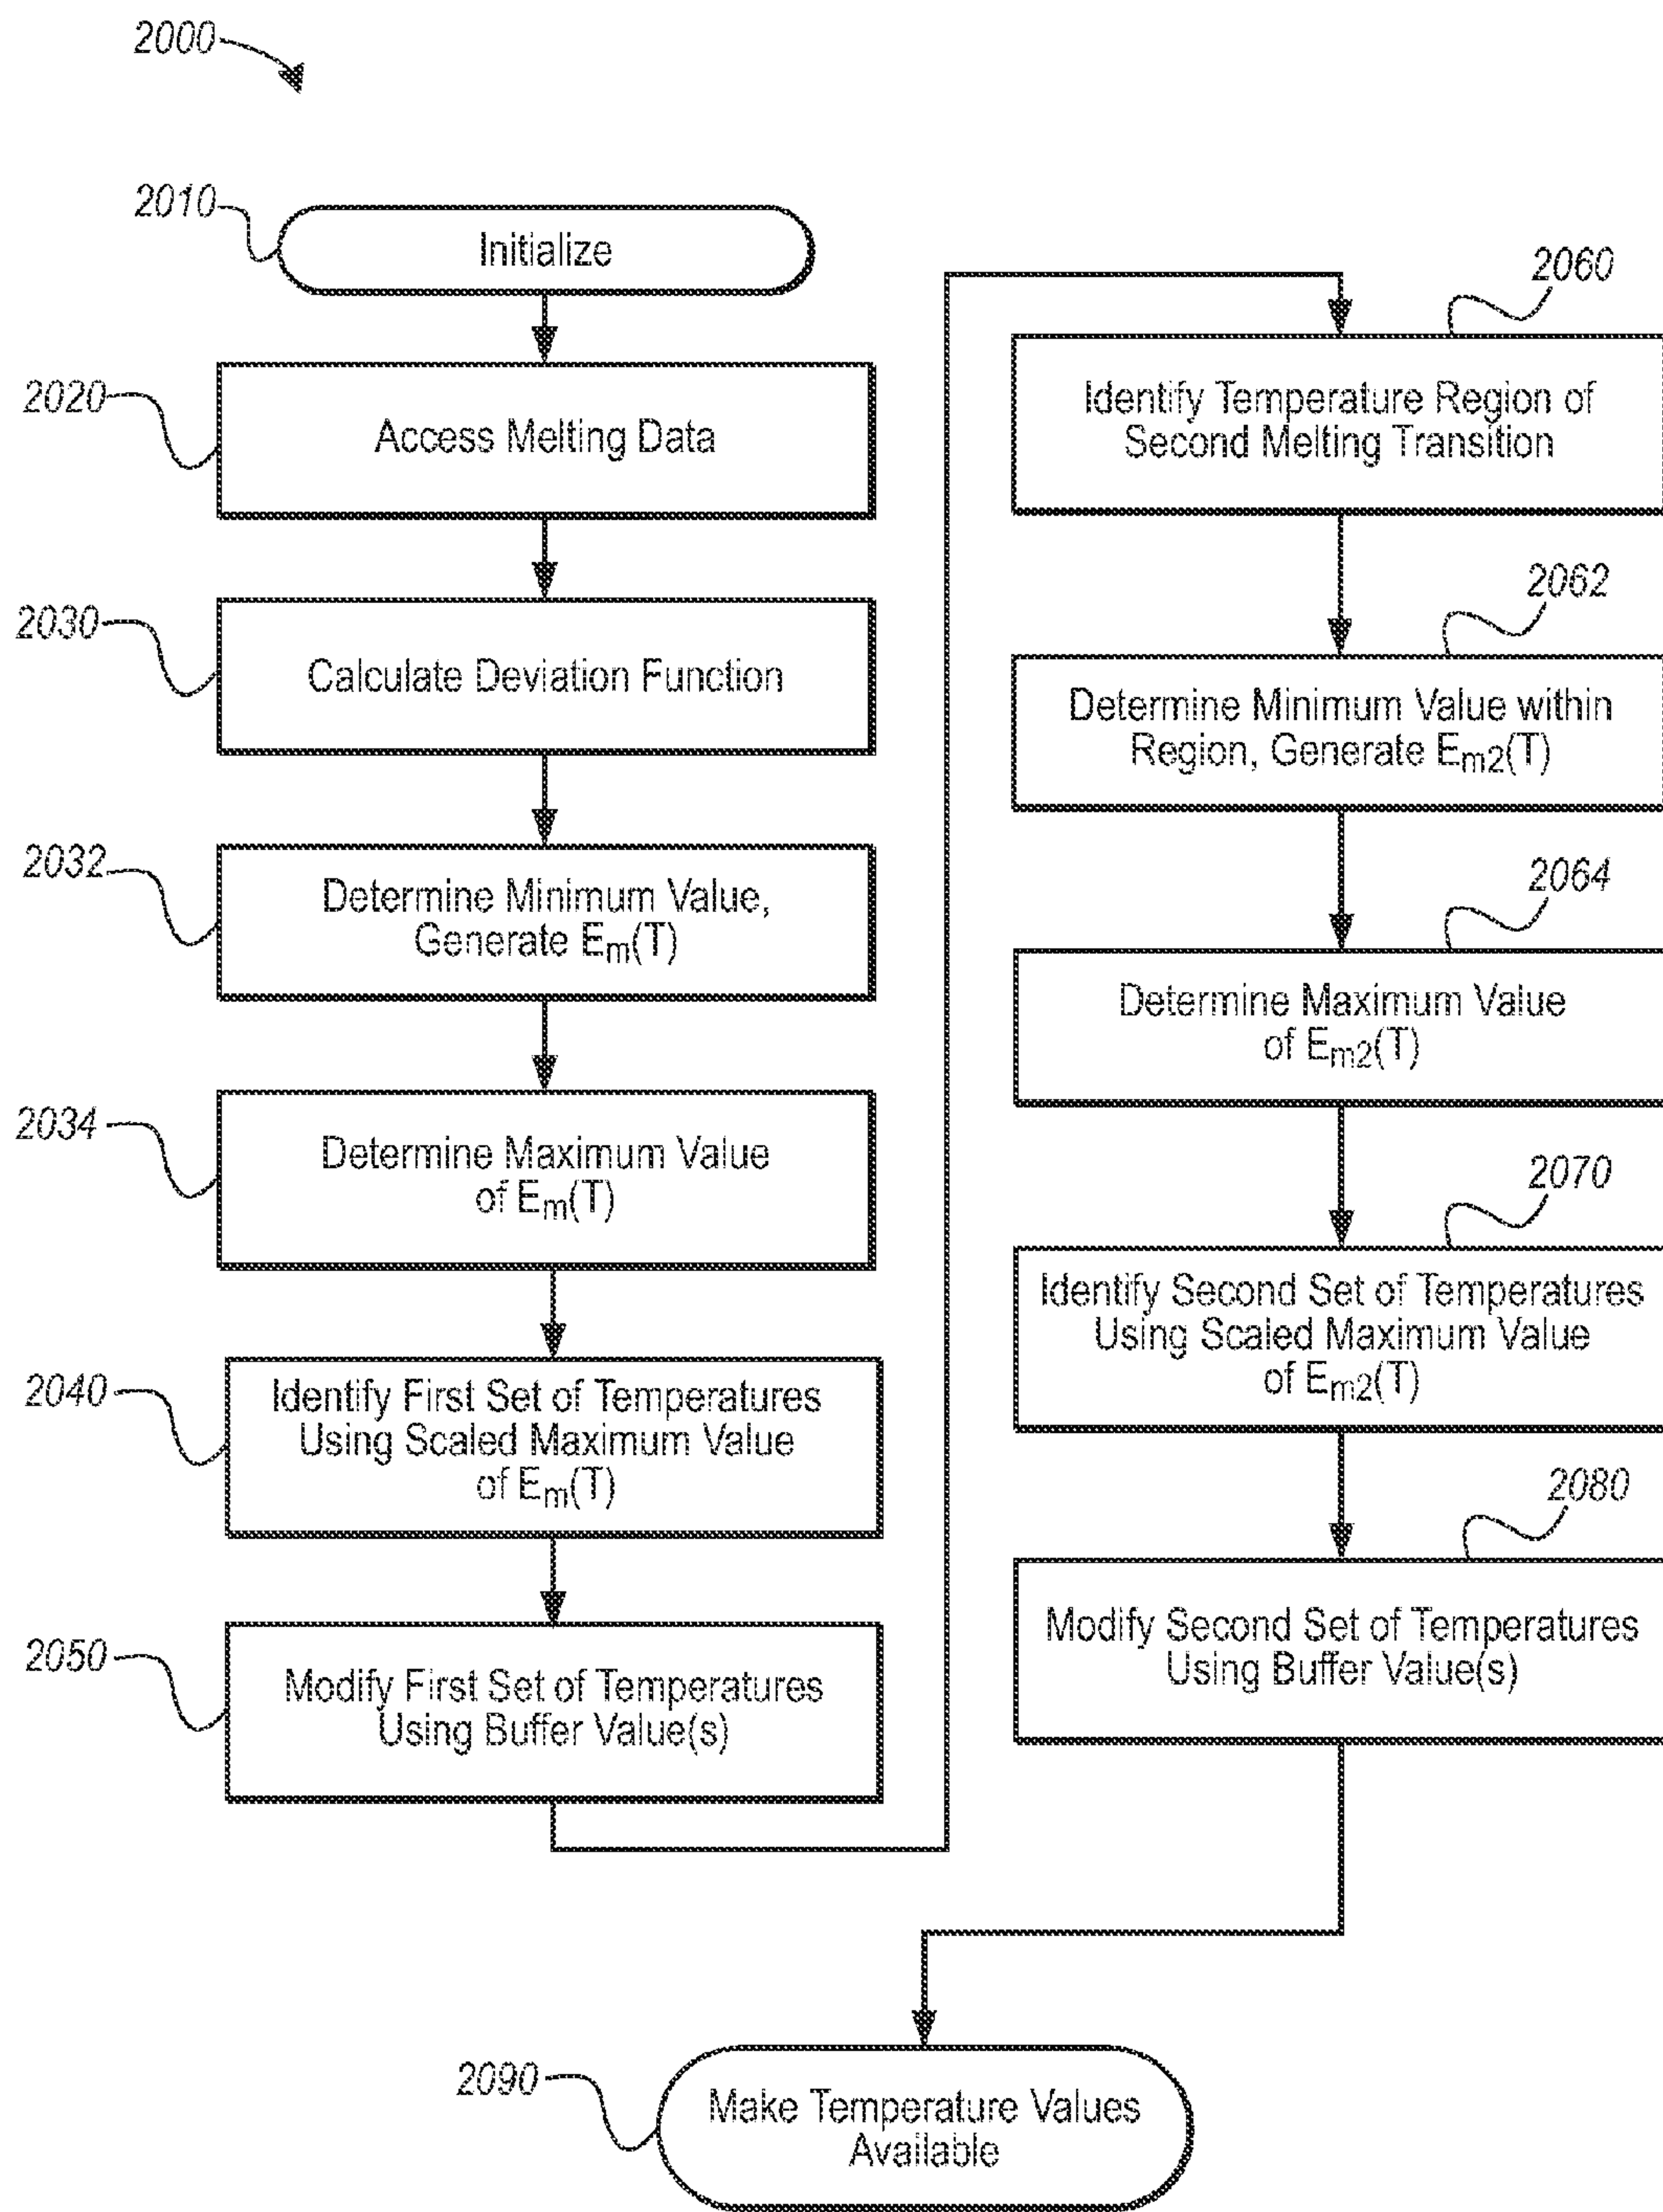 2000
2010
Initialize
2020
Access Melting Data
2030
Calculate Deviation Function
2032
Determine Minimum Value,
Generate Em(T)
2034
Determine Maximum Value
of Em(T)
2040
Identify First Set of Temperatures
Using Scaled Maximum Value
of Em(T)
2050
Modify First Set of Temperatures
Using Buffer Value(s)
2060
Identify Temperature Region of
Second Melting Transition
2062
Determine Minimum Value within
Region, Generate Em2(T)
2064
Determine Maximum Value
of Em2(T)
2070
Identify Second Set of Temperatures
Using Scaled Maximum Value
of Em2(T)
2080
Modify Second Set of Temperatures
Using Buffer Value(s)
2090
Make Temperature Values
Available